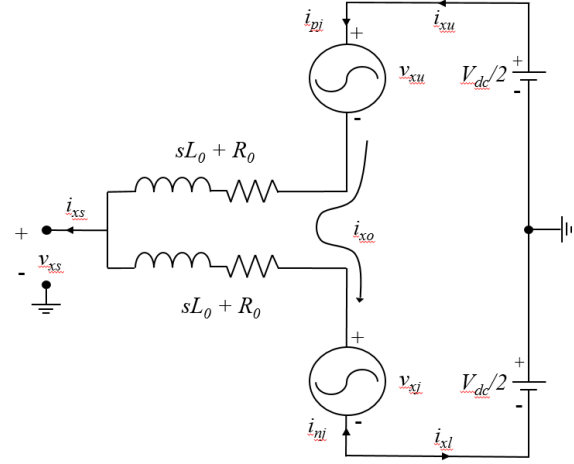 i_pj
i_xu
+
v_xu
V_dc/2
+
-
-
sL_0 + R_0
i_xs
+
v_xs
-
i_xo
sL_0 + R_0
+
v_xj
V_dc/2
+
-
-
i_nj
i_xl